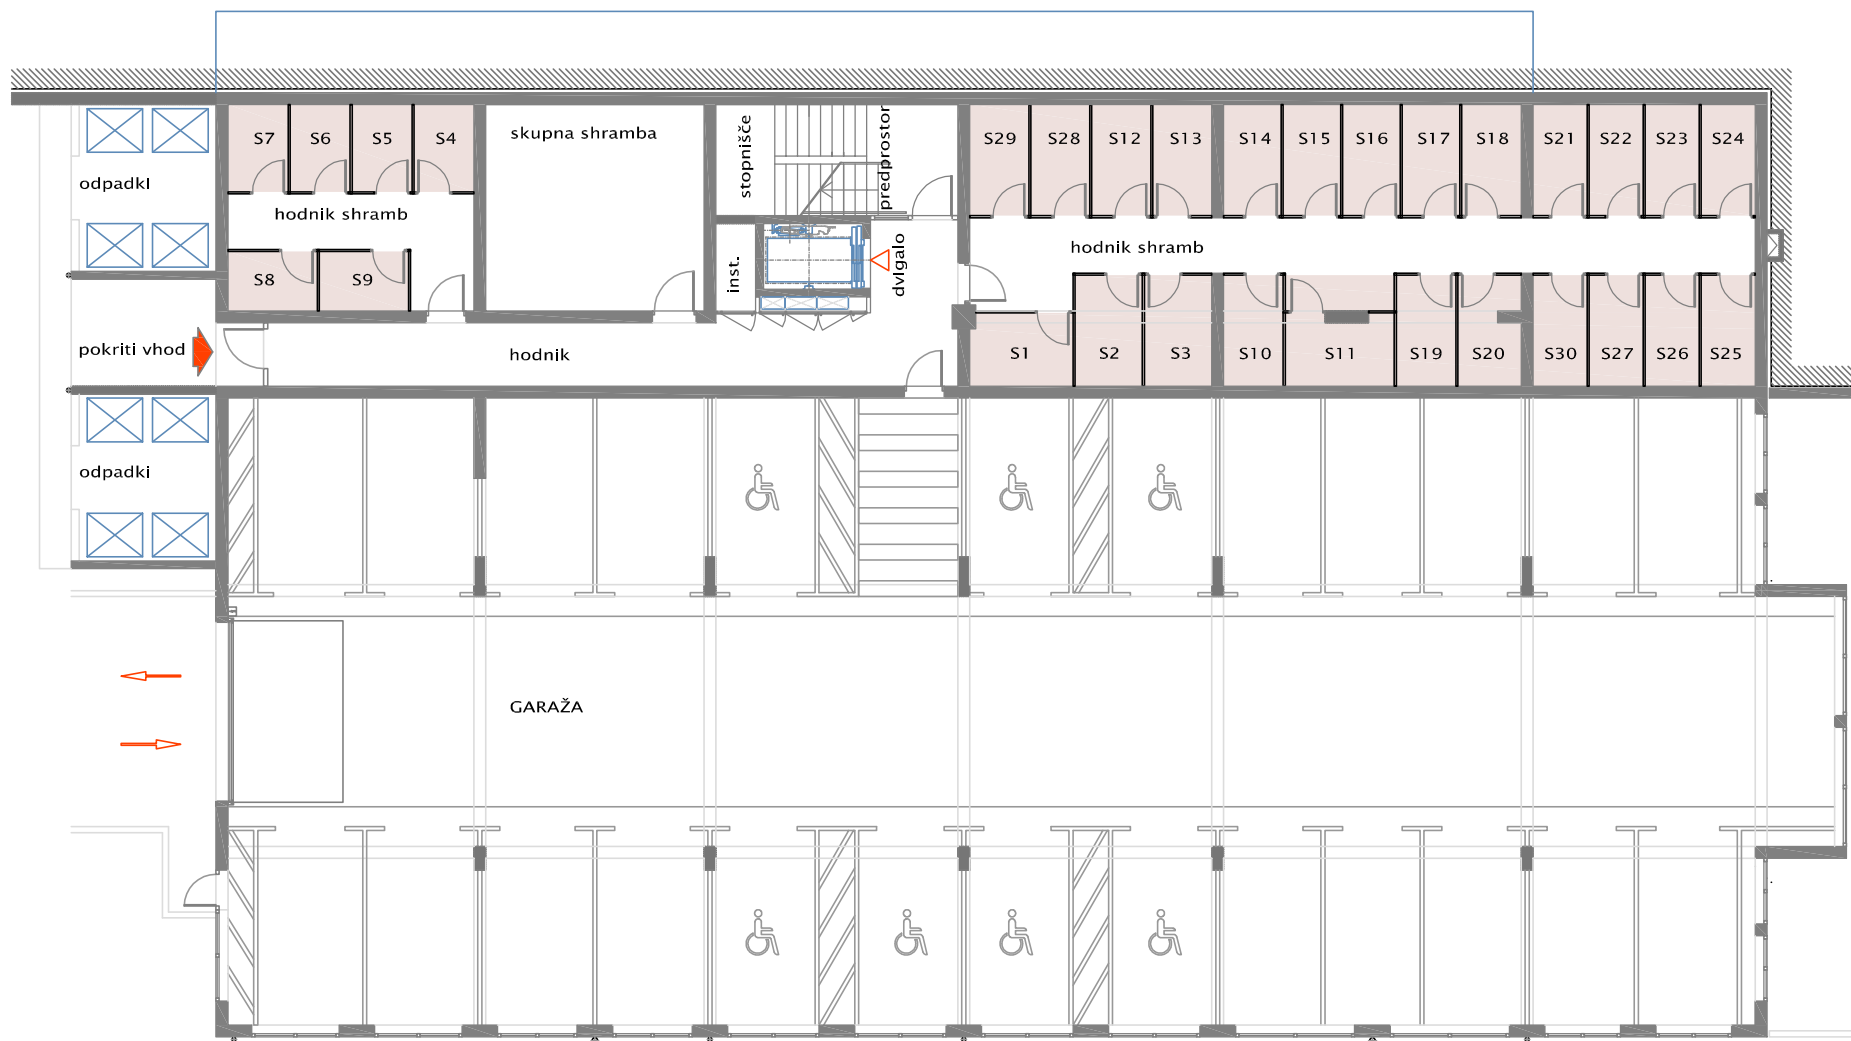 S7 S6 S5 S4
skupna shramba
stopnišče
predprostor
S29 S28 S12 S13 S14 S15 S16 S17 S18 S21 S22 S23 S24
odpadkI
hodnik shramb
hodnik shramb
S8 S9
inst.
dvIgalo
pokriti vhod
hodnik
S1 S2 S3 S10 S11 S19 S20 S30 S27 S26 S25
odpadki
GARAŽA